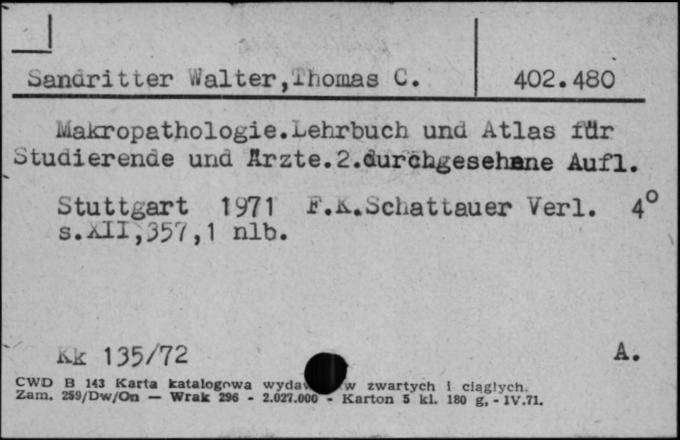 Sandritter Walter,Thomas C. 402.480
Makropathologie.Lehrbuch und Atlas für
Studierende und Ärzte.2.durchgesehene Aufl.
Stuttgart 1971 F.K.Schattauer Verl. 4°
s.XII,357,1 nlb.
Kk 135/72 A.
CWD B 143 Karta katalogowa wydaw w zwartych i ciągłych.
Zam. 259/Dw/On — Wrak 296 - 2.027.000 - Karton 5 kl. 180 g, - IV.71.